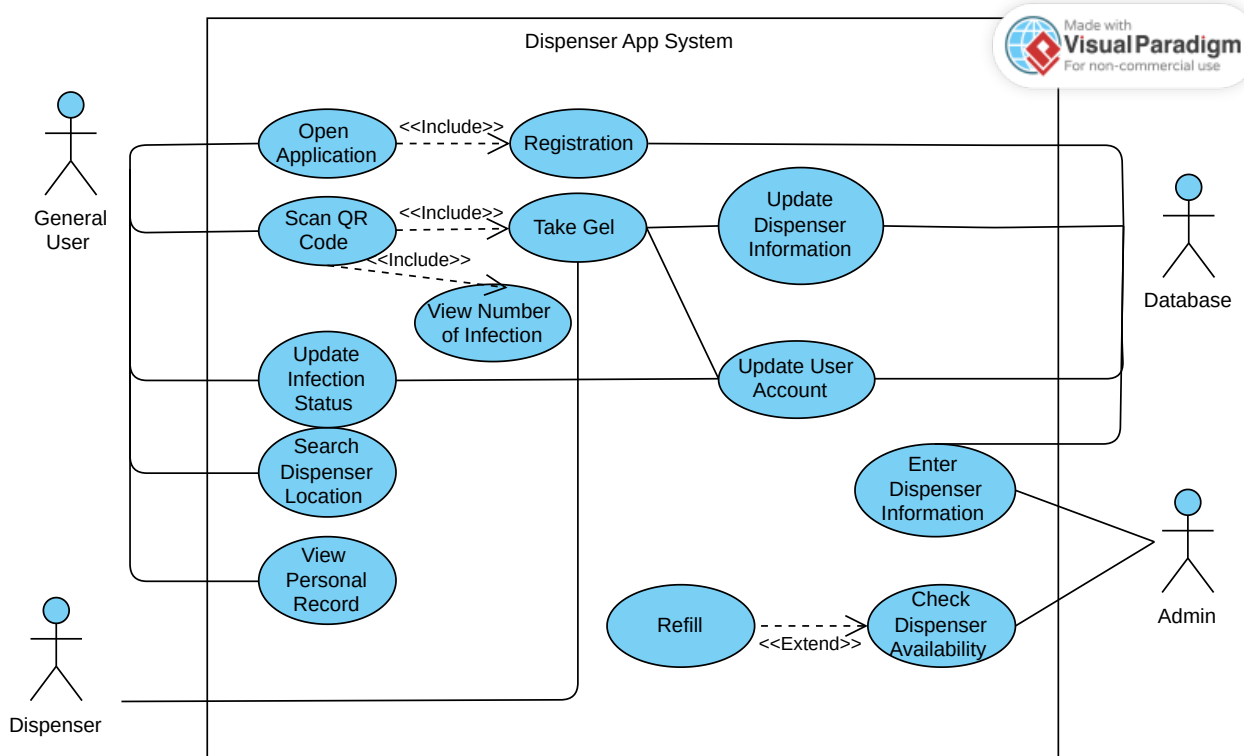 Dispenser App System
Made with
Visual Paradigm
For non-commercial use
Open
Application
<<Include>>
Registration
General
User
Scan QR
Code
<<Include>>
Take Gel
Update
Dispenser
Information
<<Include>>
View Number
of Infection
Database
Update
Infection
Status
Update User
Account
Search
Dispenser
Location
Enter
Dispenser
Information
View
Personal
Record
Refill
<<Extend>>
Check
Dispenser
Availability
Admin
Dispenser